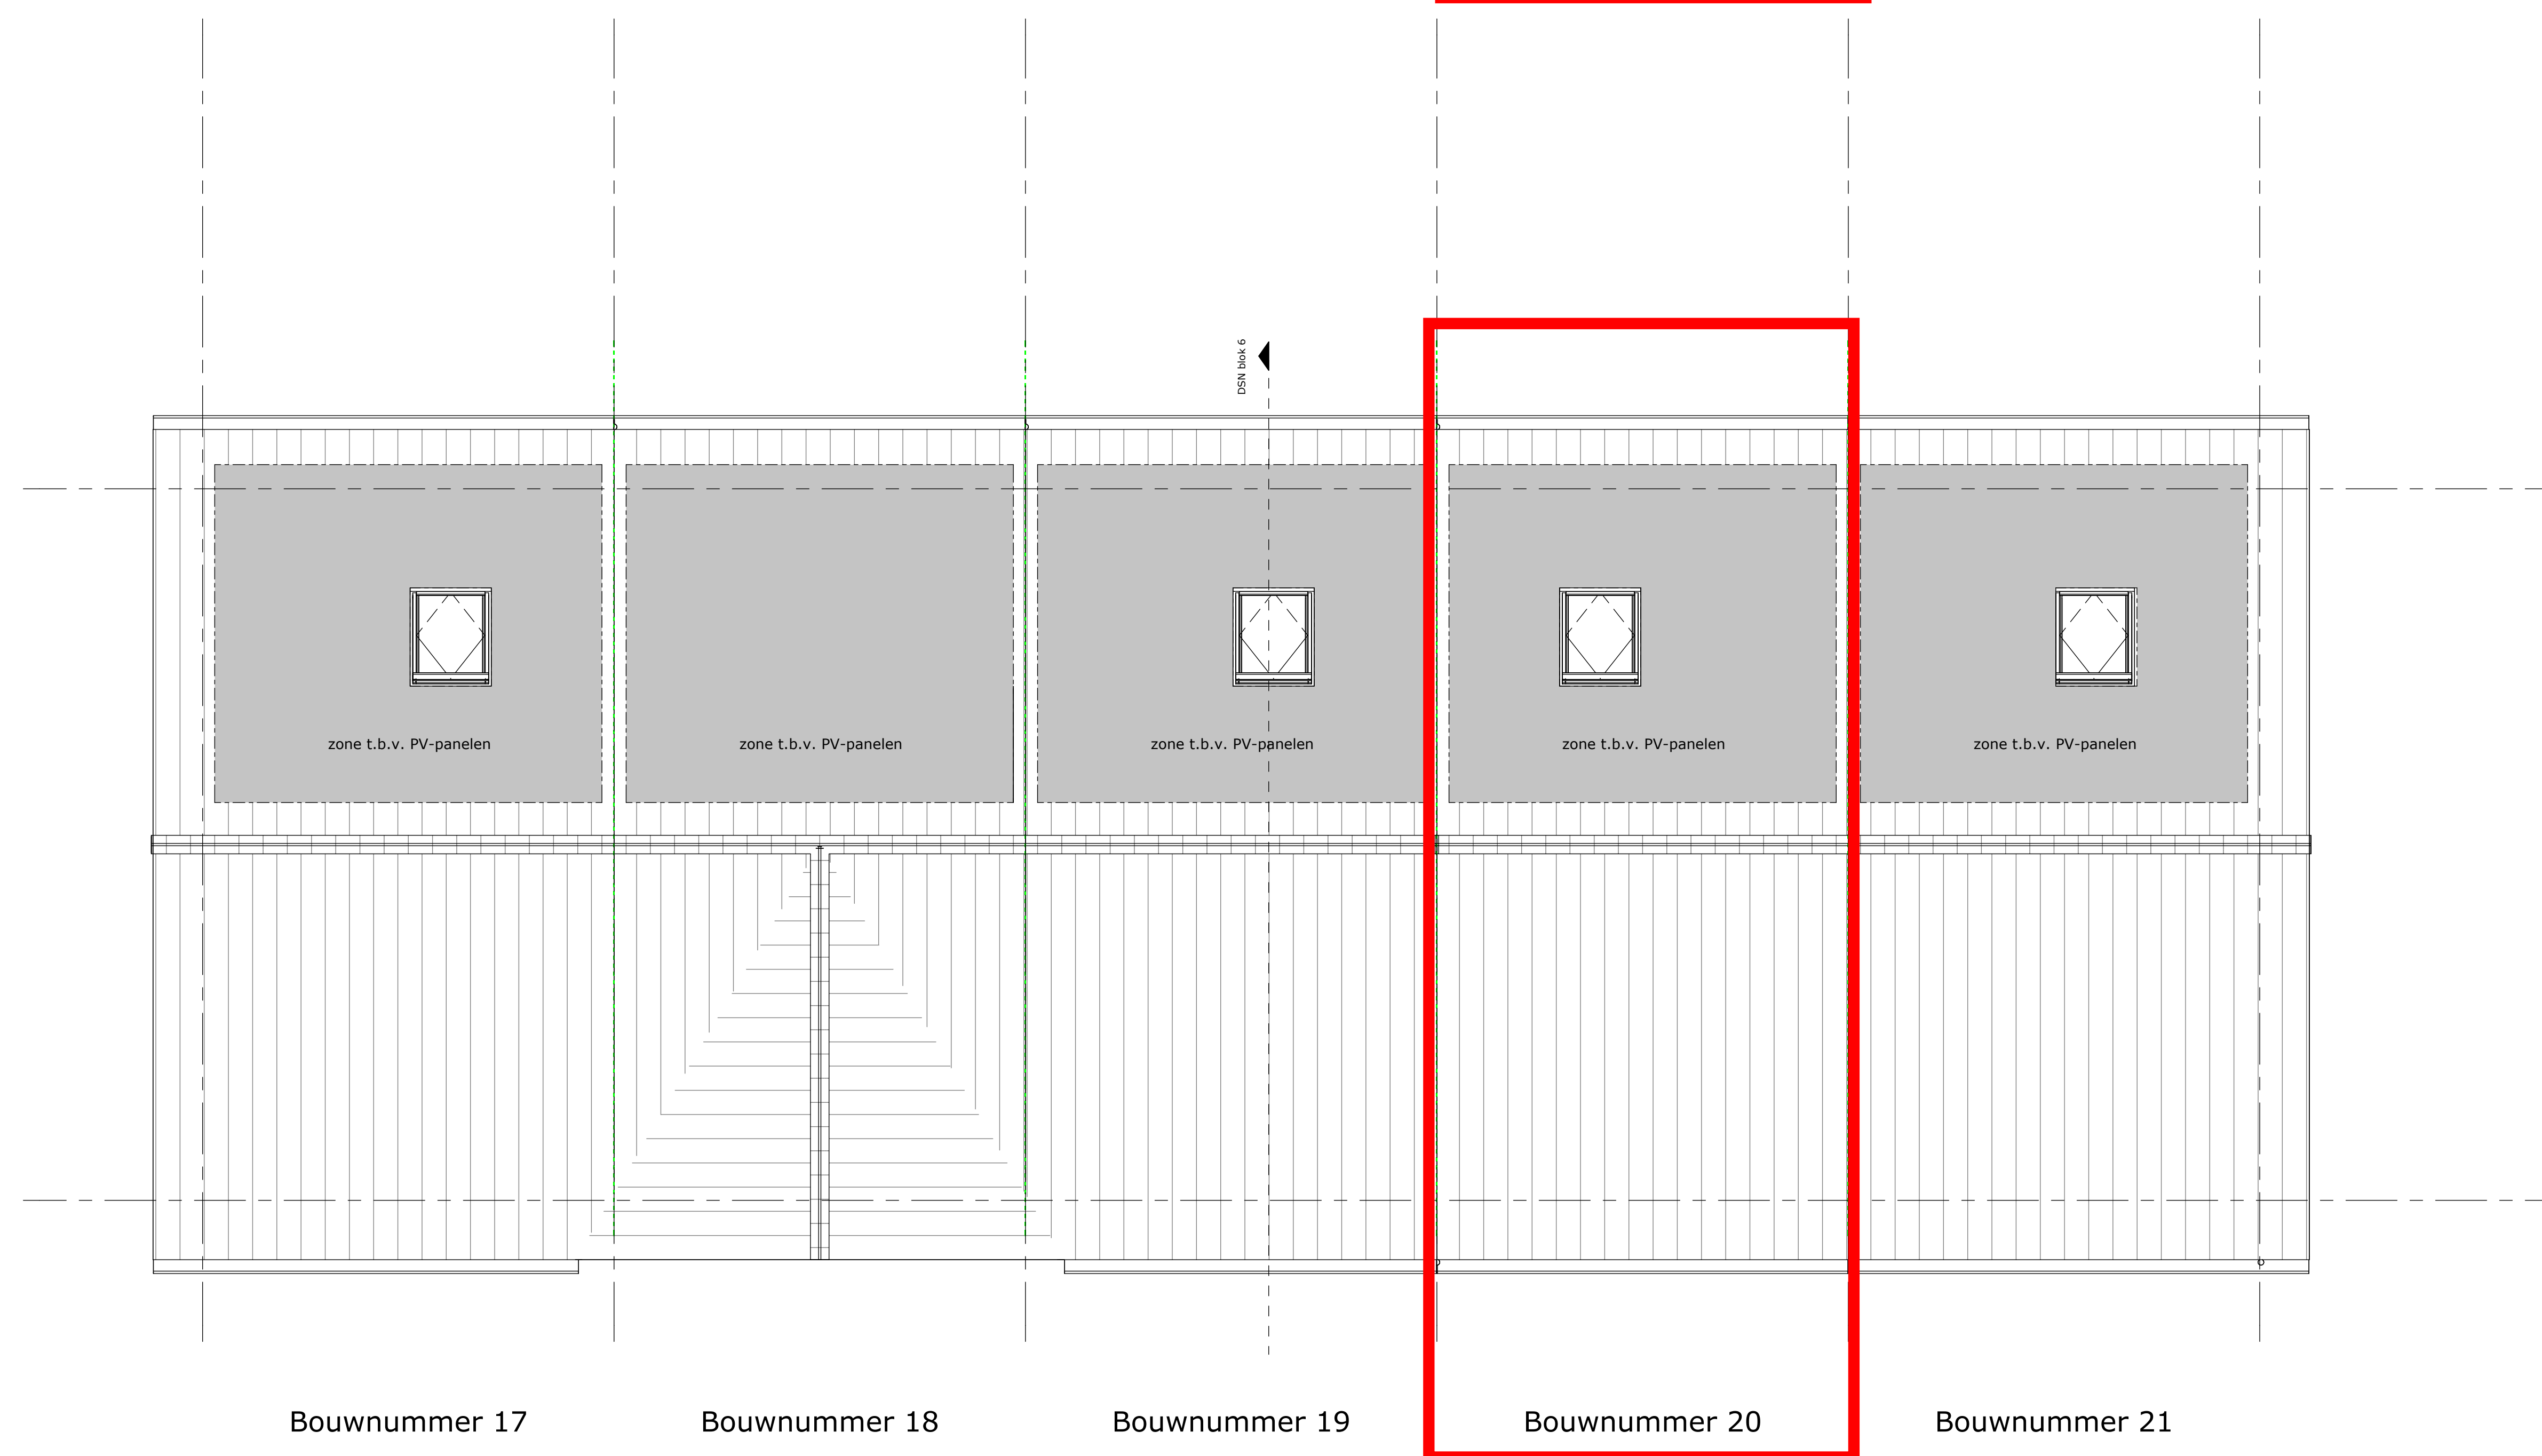 DSN blok 6
zone t.b.v. PV-panelen
zone t.b.v. PV-panelen
zone t.b.v. PV-panelen
zone t.b.v. PV-panelen
zone t.b.v. PV-panelen
Bouwnummer 17
Bouwnummer 18
Bouwnummer 19
Bouwnummer 20
Bouwnummer 21